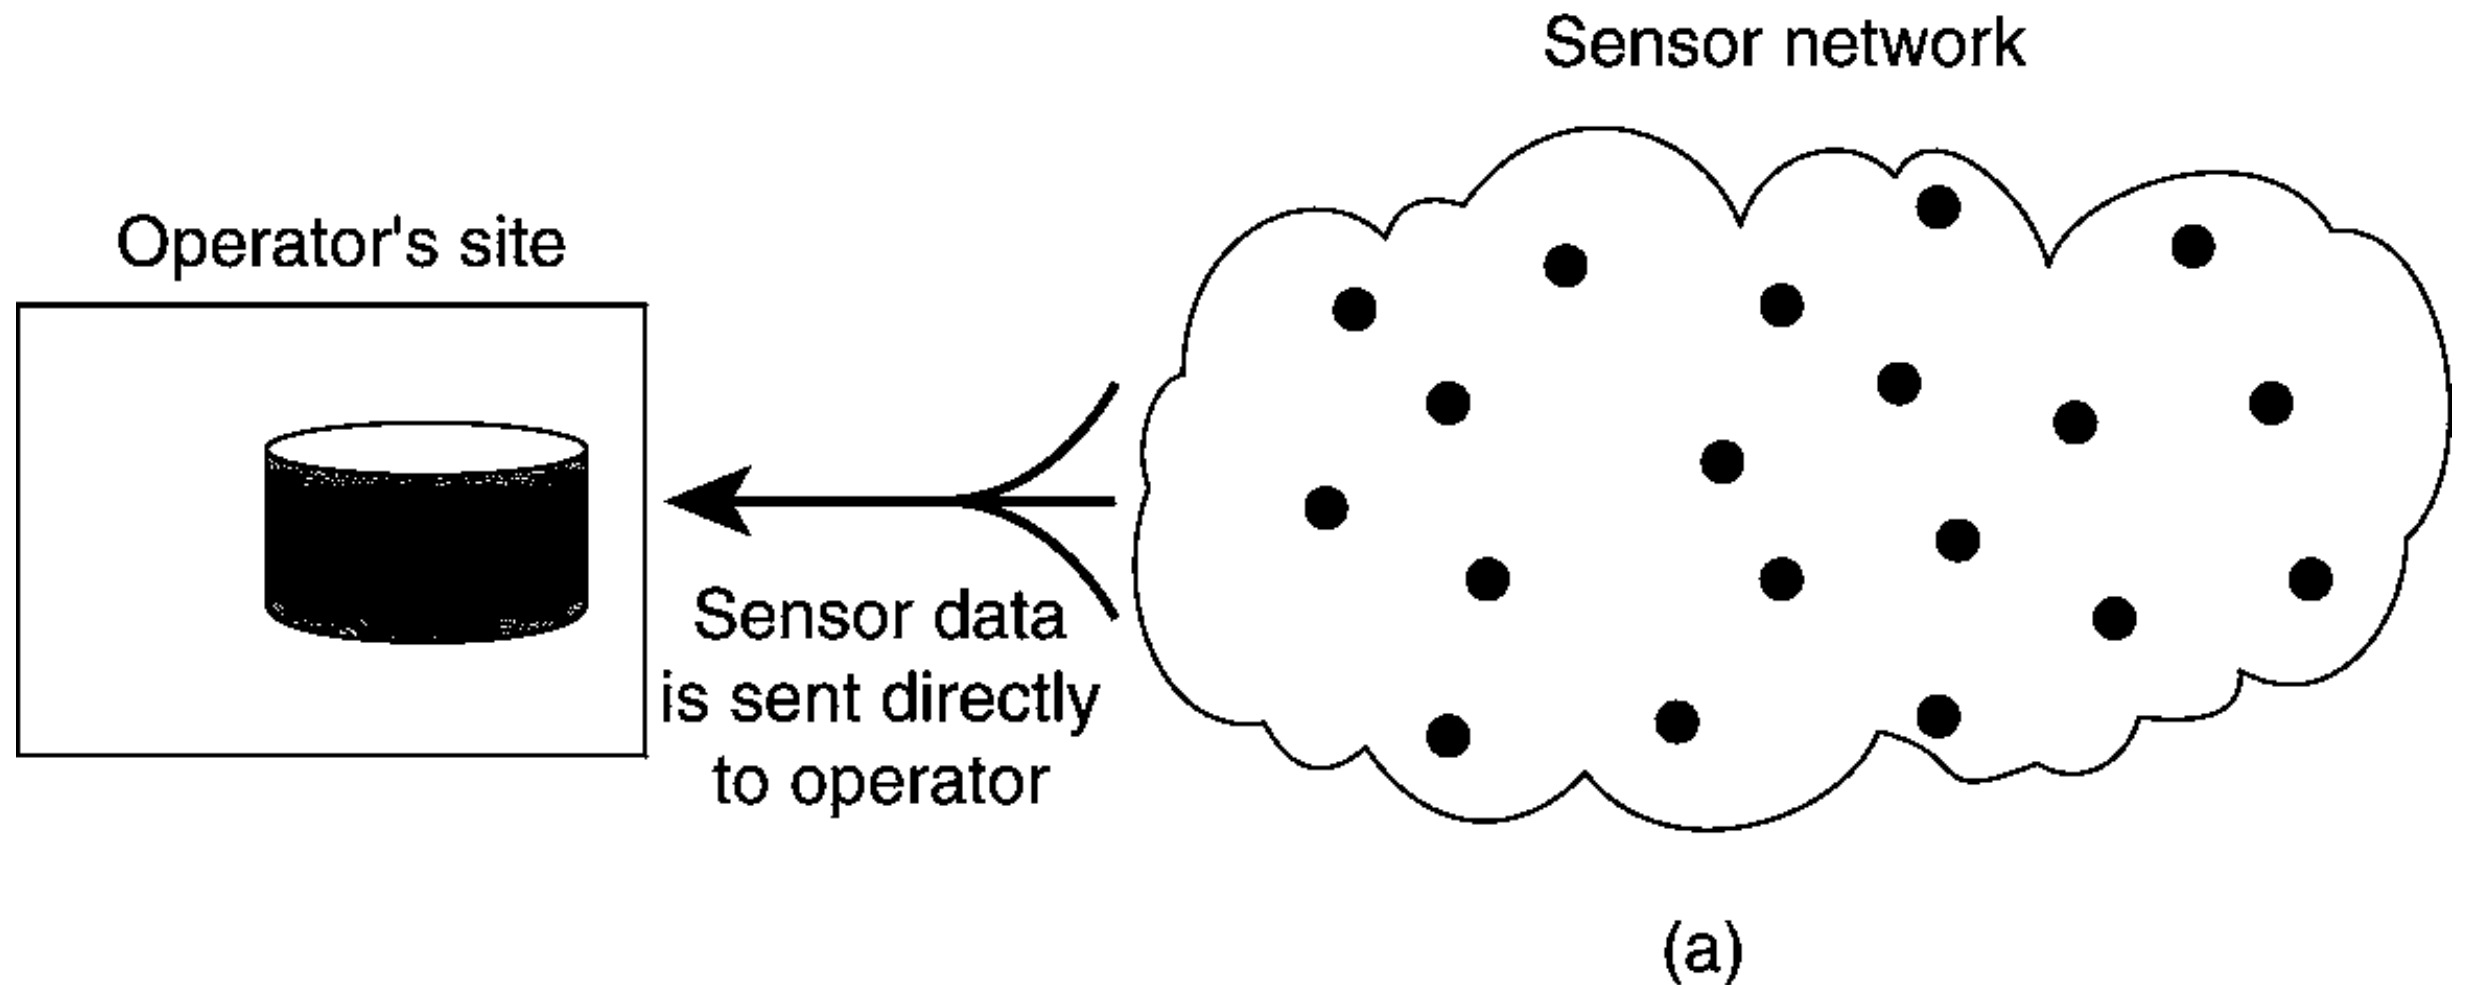 Sensor network
Operator's site
Sensor data
is sent directly
to operator
(a)